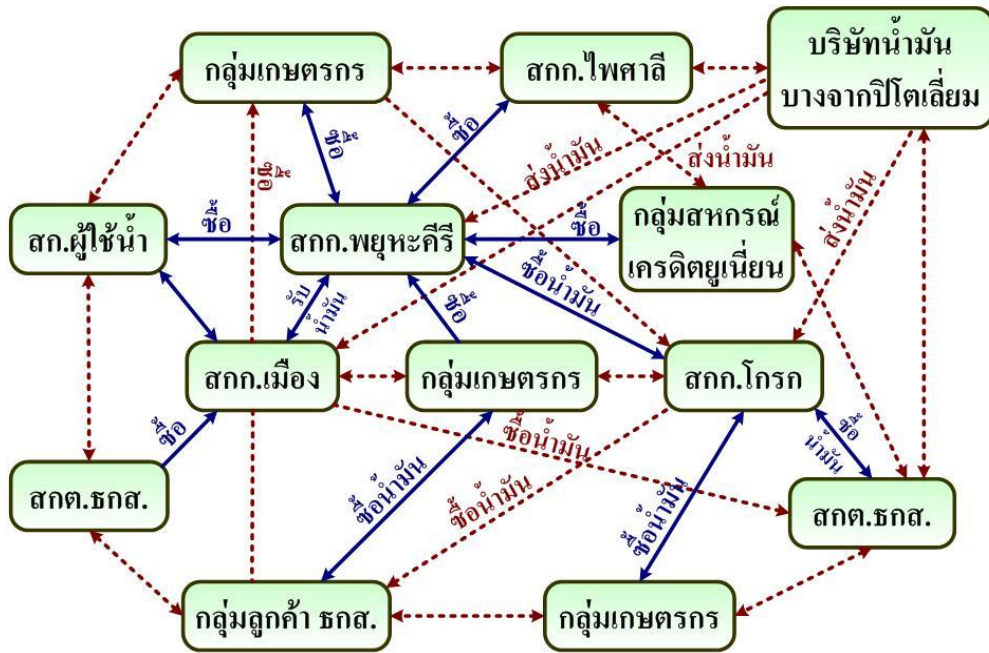 กลุ่มเกษตรกร
สกก.ไพศาลี
บริษัทน้ำมัน
บางจากปิโตเลี่ยม
ซื้อ
ซื้อ
ซื้อ
ส่งน้ำมัน
ส่งน้ำมัน
ส่งน้ำมัน
สก.ผู้ใช้น้ำ
ซื้อ
สกก.พยุหะคีรี
ซื้อ
กลุ่มสหกรณ์
เครดิตยูเนี่ยน
รับ
น้ำมัน
ซื้อ
ซื้อน้ำมัน
สกก.เมือง
กลุ่มเกษตรกร
สกก.โกรก
ซื้อ
ซื้อน้ำมัน
ซื้อ
น้ำมัน
สกต.ธกส.
ซื้อน้ำมัน
ซื้อน้ำมัน
ซื้อน้ำมัน
สกต.ธกส.
กลุ่มลูกค้า ธกส.
กลุ่มเกษตรกร